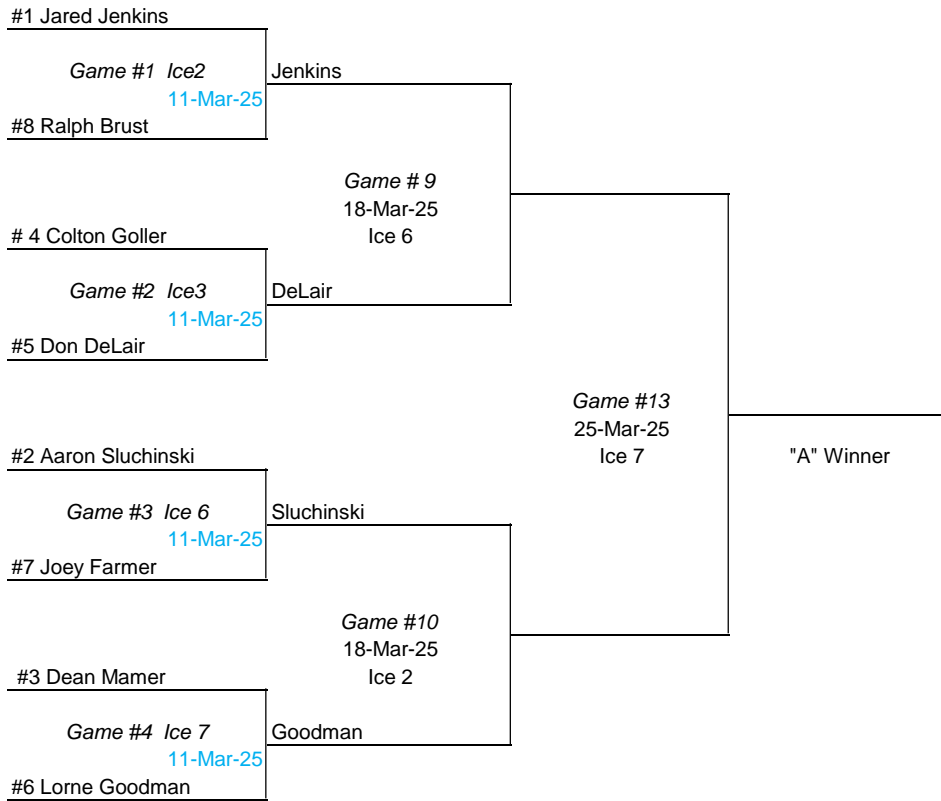 #1 Jared Jenkins
Game #1  Ice2
Jenkins
11-Mar-25
#8 Ralph Brust
Game # 9
18-Mar-25
# 4 Colton Goller
Ice 6
Game #2  Ice3
DeLair
11-Mar-25
#5 Don DeLair
Game #13
25-Mar-25
#2 Aaron Sluchinski
Ice 7
"A" Winner
Game #3  Ice 6
Sluchinski
11-Mar-25
#7 Joey Farmer
Game #10
18-Mar-25
#3 Dean Mamer
Ice 2
Game #4  Ice 7
Goodman
11-Mar-25
#6 Lorne Goodman